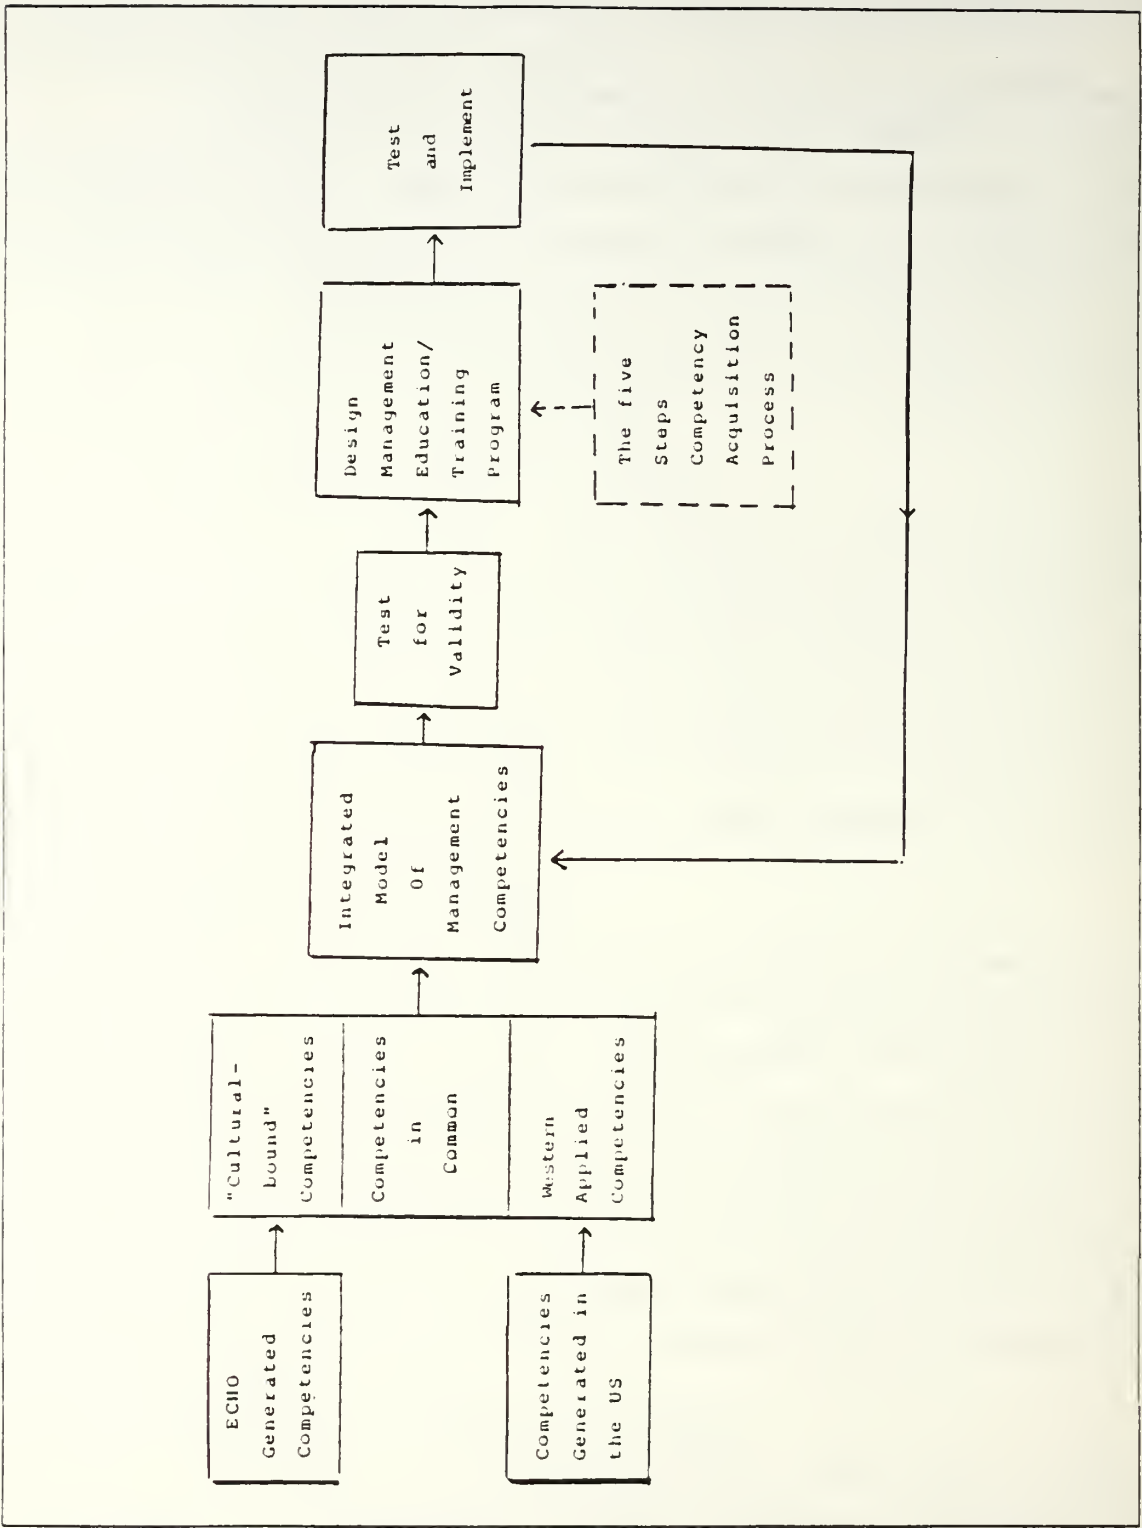 ECHO
Generated
Competencies
Competencies
Generated in
the US
"Cultural-
bound"
Competencies
Competencies
in
Common
Western
Applied
Competencies
Integrated
Model
Of
Management
Competencies
Test
for
Validity
Design
Management
Education/
Training
Program
The five
Steps
Competency
Acquisition
Process
Test
and
Implement